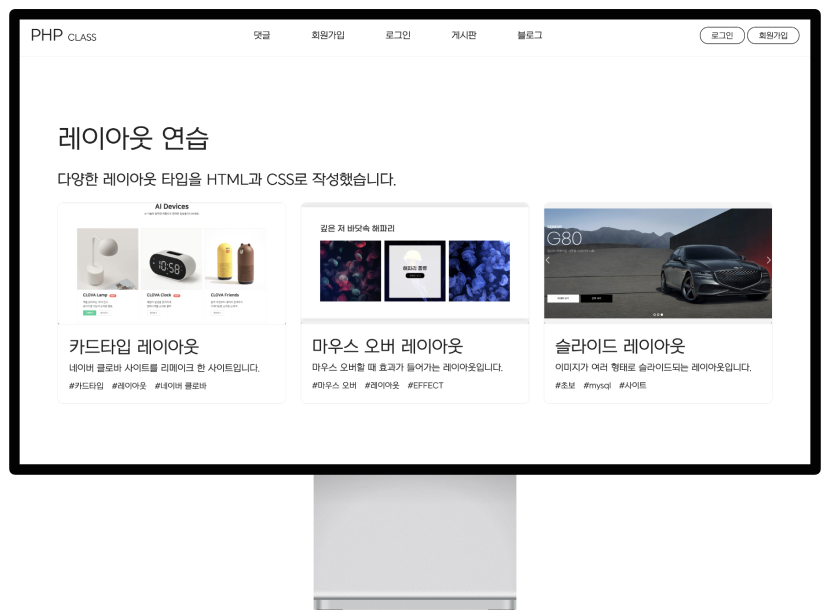 PHP CLASS
댓글 회원가입 로그인 게시판 블로그
로그인 회원가입
레이아웃 연습
다양한 레이아웃 타입을 HTML과 CSS로 작성했습니다.
AI Devices
CLOVA Lamp
CLOVA Clock
CLOVA Friends
10:58
카드타입 레이아웃
네이버 클로바 사이트를 리메이크 한 사이트입니다.
#카드타입 #레이아웃 #네이버 클로바
깊은 저 바닷속 해파리
해파리 종류
마우스 오버 레이아웃
마우스 오버할 때 효과가 들어가는 레이아웃입니다.
#마우스 오버 #레이아웃 #EFFECT
G80
슬라이드 레이아웃
이미지가 여러 형태로 슬라이드되는 레이아웃입니다.
#초보 #mysql #사이트